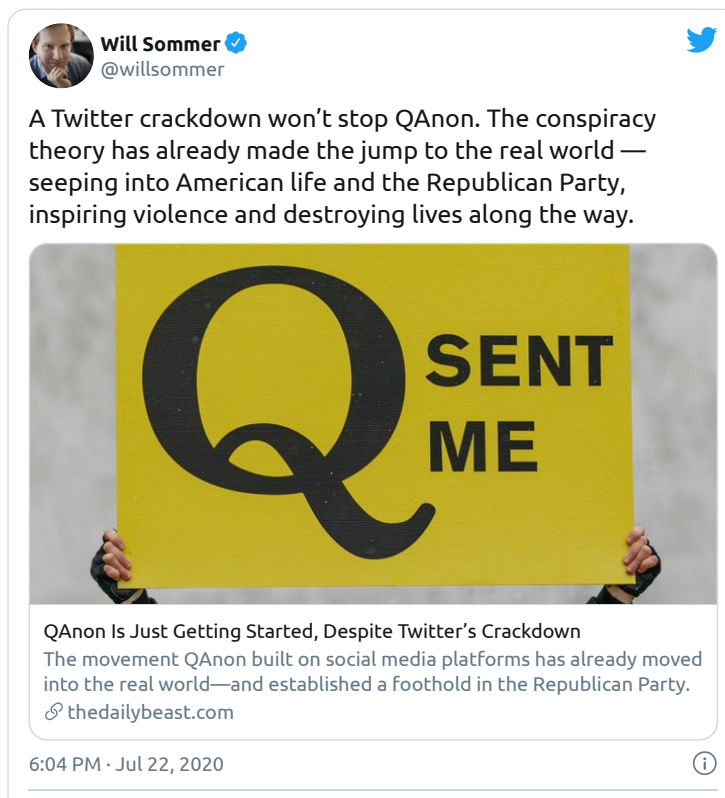 Will Sommer
@willsommer
A Twitter crackdown won’t stop QAnon. The conspiracy
theory has already made the jump to the real world —
seeping into American life and the Republican Party,
inspiring violence and destroying lives along the way.
Q SENT
ME
QAnon Is Just Getting Started, Despite Twitter’s Crackdown
The movement QAnon built on social media platforms has already moved
into the real world—and established a foothold in the Republican Party.
thedailybeast.com
6:04 PM · Jul 22, 2020